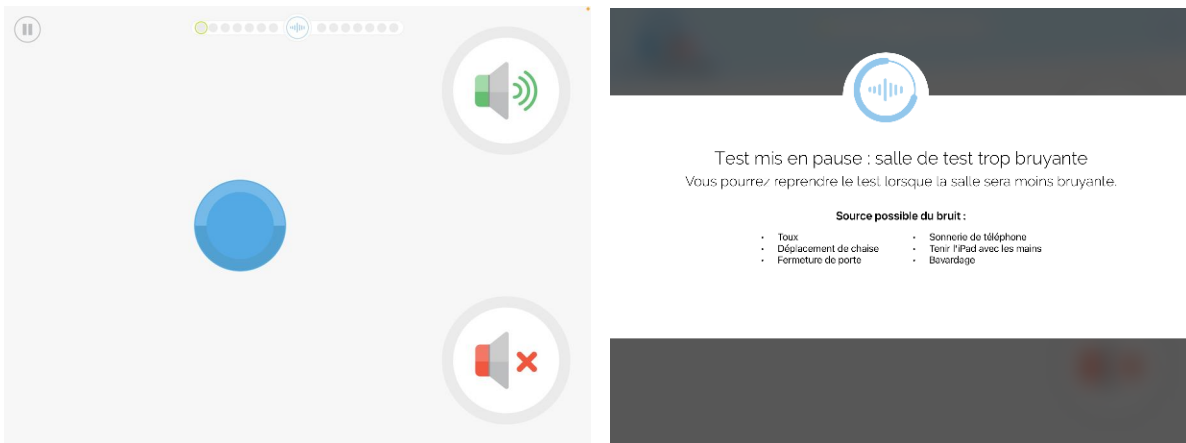 Test mis en pause : salle de test trop bruyante
Vous pourrez reprendre le test lorsque la salle sera moins bruyante.
Source possible du bruit :
Toux
Déplacement de chaise
Fermeture de porte
Sonnerie de téléphone
Tenir l'iPad avec les mains
Bavardage